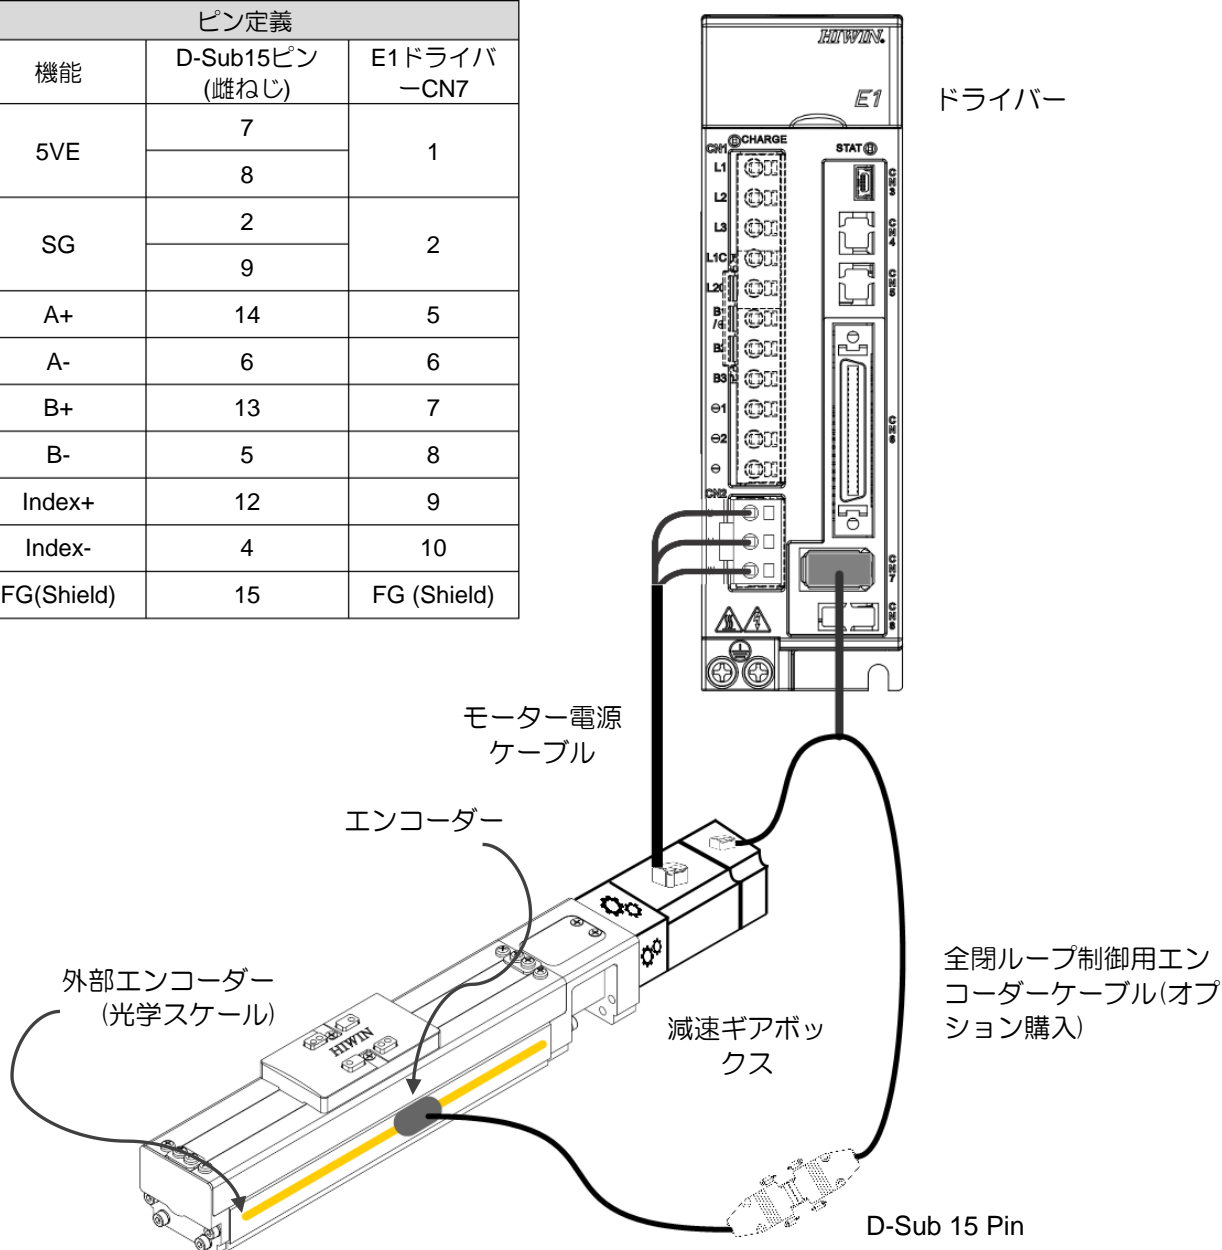 ピン定義
機能
D-Sub15ピン
(雌ねじ)
E1ドライバ
ーCN7
5VE
7
8
1
SG
2
9
2
A+
14
5
A-
6
6
B+
13
7
B-
5
8
Index+
12
9
Index-
4
10
FG(Shield)
15
FG (Shield)
HIWIN.
E1
ドライバー
CHARGE
STAT
CN1
L1
L2
L3
L1C
B3
⊖1
⊖2
⊖
CN2
CN3
CN4
CN5
CN6
CN7
CN8
モーター電源
ケーブル
エンコーダー
外部エンコーダー
(光学スケール)
HIWIN
減速ギアボッ
クス
全閉ループ制御用エン
コーダーケーブル(オプ
ション購入)
D-Sub 15 Pin